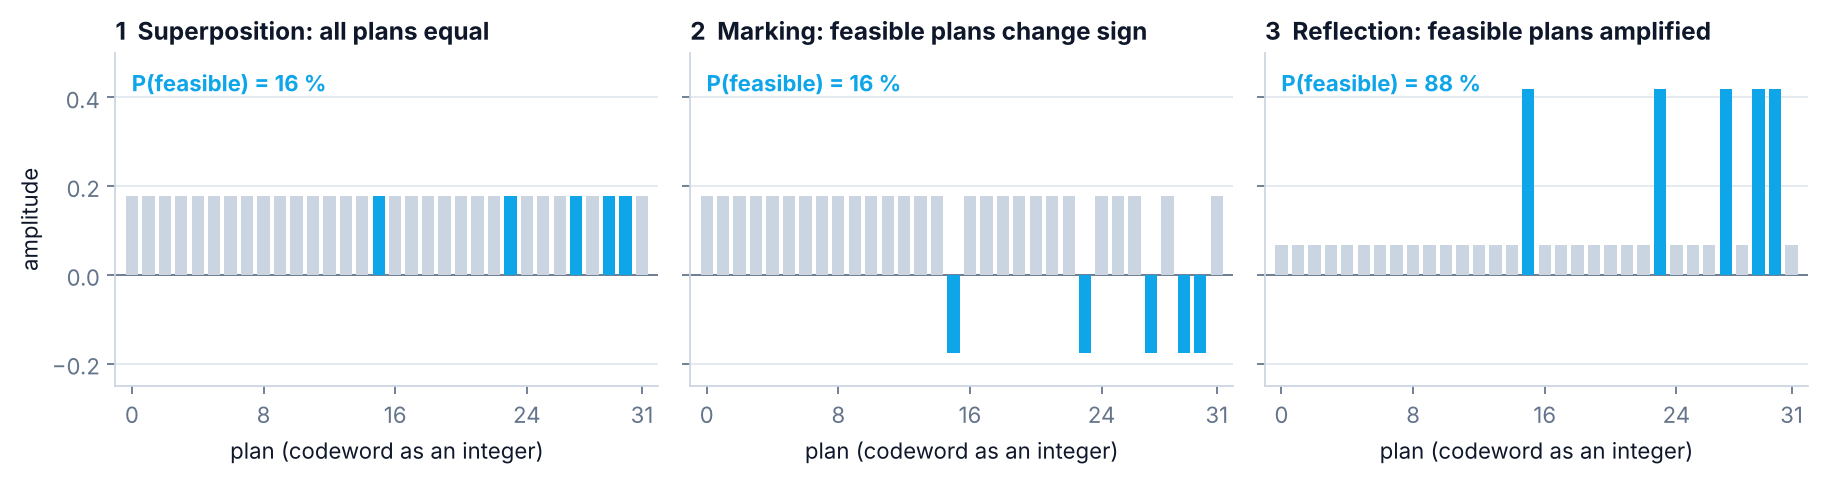 1 Superposition: all plans equal
P(feasible) = 16 %
amplitude
0.4
0.2
0.0
−0.2
0 8 16 24 31
plan (codeword as an integer)
2 Marking: feasible plans change sign
P(feasible) = 16 %
0 8 16 24 31
plan (codeword as an integer)
3 Reflection: feasible plans amplified
P(feasible) = 88 %
0 8 16 24 31
plan (codeword as an integer)